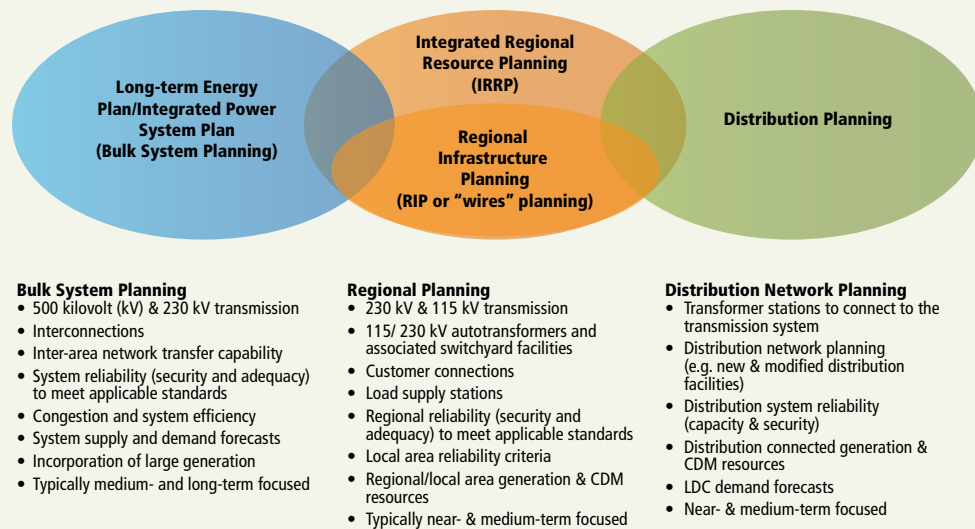 Long-term Energy
Plan/Integrated Power
System Plan
(Bulk System Planning)
Integrated Regional
Resource Planning
(IRRP)
Regional
Infrastructure
Planning
(RIP or “wires” planning)
Distribution Planning
Bulk System Planning
• 500 kilovolt (kV) & 230 kV transmission
• Interconnections
• Inter-area network transfer capability
• System reliability (security and adequacy)
to meet applicable standards
• Congestion and system efficiency
• System supply and demand forecasts
• Incorporation of large generation
• Typically medium- and long-term focused
Regional Planning
• 230 kV & 115 kV transmission
• 115/ 230 kV autotransformers and
associated switchyard facilities
• Customer connections
• Load supply stations
• Regional reliability (security and
adequacy) to meet applicable standards
• Local area reliability criteria
• Regional/local area generation & CDM
resources
• Typically near- & medium-term focused
Distribution Network Planning
• Transformer stations to connect to the
transmission system
• Distribution network planning
(e.g. new & modified distribution
facilities)
• Distribution system reliability
(capacity & security)
• Distribution connected generation &
CDM resources
• LDC demand forecasts
• Near- & medium-term focused